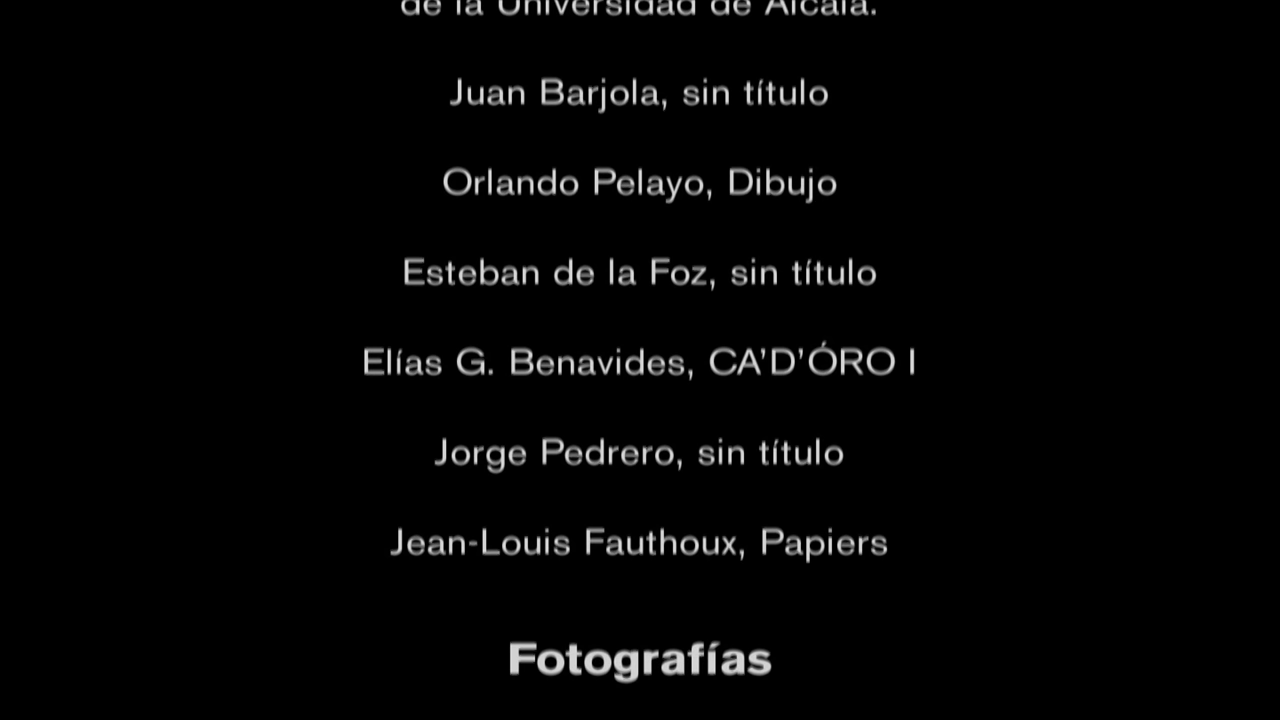 de la Universidad de Alcalá.
Juan Barjola, sin título
Orlando Pelayo, Dibujo
Esteban de la Foz, sin título
Elías G. Benavides, CA’D’ÓRO I
Jorge Pedrero, sin título
Jean-Louis Fauthoux, Papiers
Fotografías